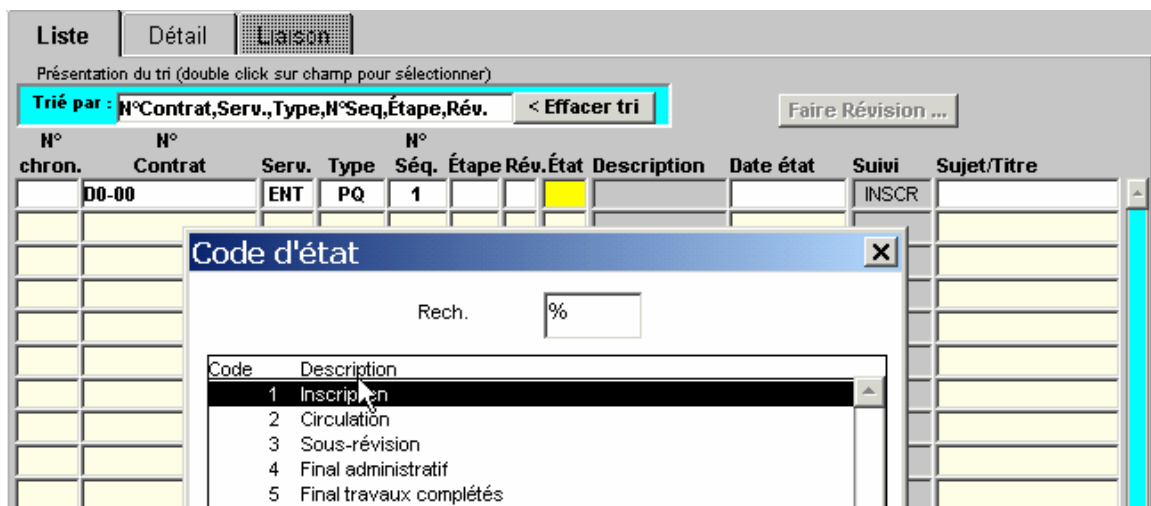 Liste Détail Liaison
Présentation du tri (double click sur champ pour sélectionner)
Trié par : N°Contrat,Serv.,Type,N°Seq,Étape,Rév. < Effacer tri Faire Révision ...
N° N° N°
chron. Contrat Serv. Type Séq. Étape Rév. État Description Date état Suivi Sujet/Titre
D0-00 ENT PQ 1 INSCR
Code d'état
Rech. %
Code Description
1 Inscription
2 Circulation
3 Sous-révision
4 Final administratif
5 Final travaux complétés